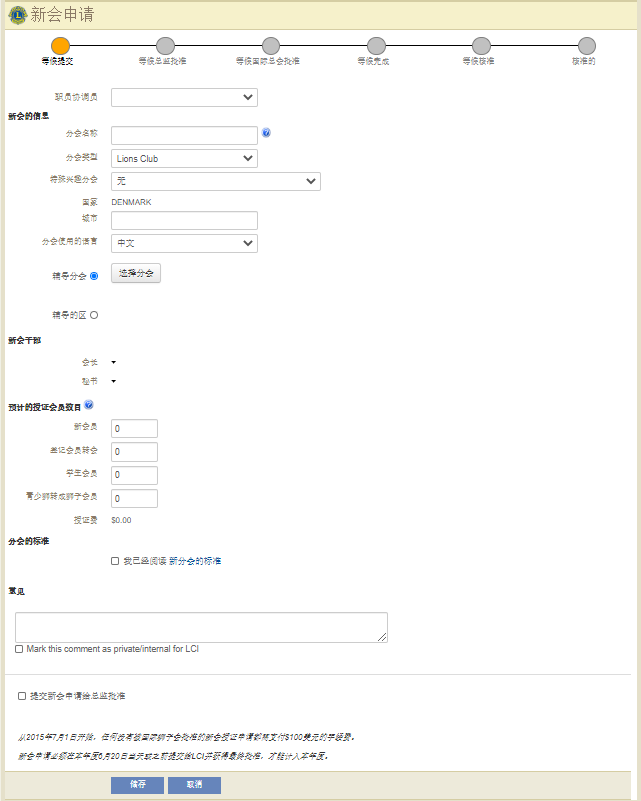 新会申请
等候提交 等候总监批准 等候国际总会批准 等候完成 等候核准 核准的
职员协调员
新会的信息
分会名称
分会类型 Lions Club
特殊兴趣分会 无
国家 DENMARK
城市
分会使用的语言 中文
辅导分会 选择分会
辅导的区
新会干部
会长
秘书
预计的授证会员数目
新会员 0
签证会员转会 0
学生会员 0
青少狮转成狮子会员 0
授证费 $0.00
分会的标准
我已经阅读 新分会的标准
意见
Mark this comment as private/internal for LCI
提交新会申请给总监批准
从2015年7月1日开始，任何没有被国际狮子会批准的新会授证申请都将支付$100美元的手续费。
新会申请必须在本年度6月20日当天或之前提交给LCI并获得最终批准，才能计入本年度。
储存 取消